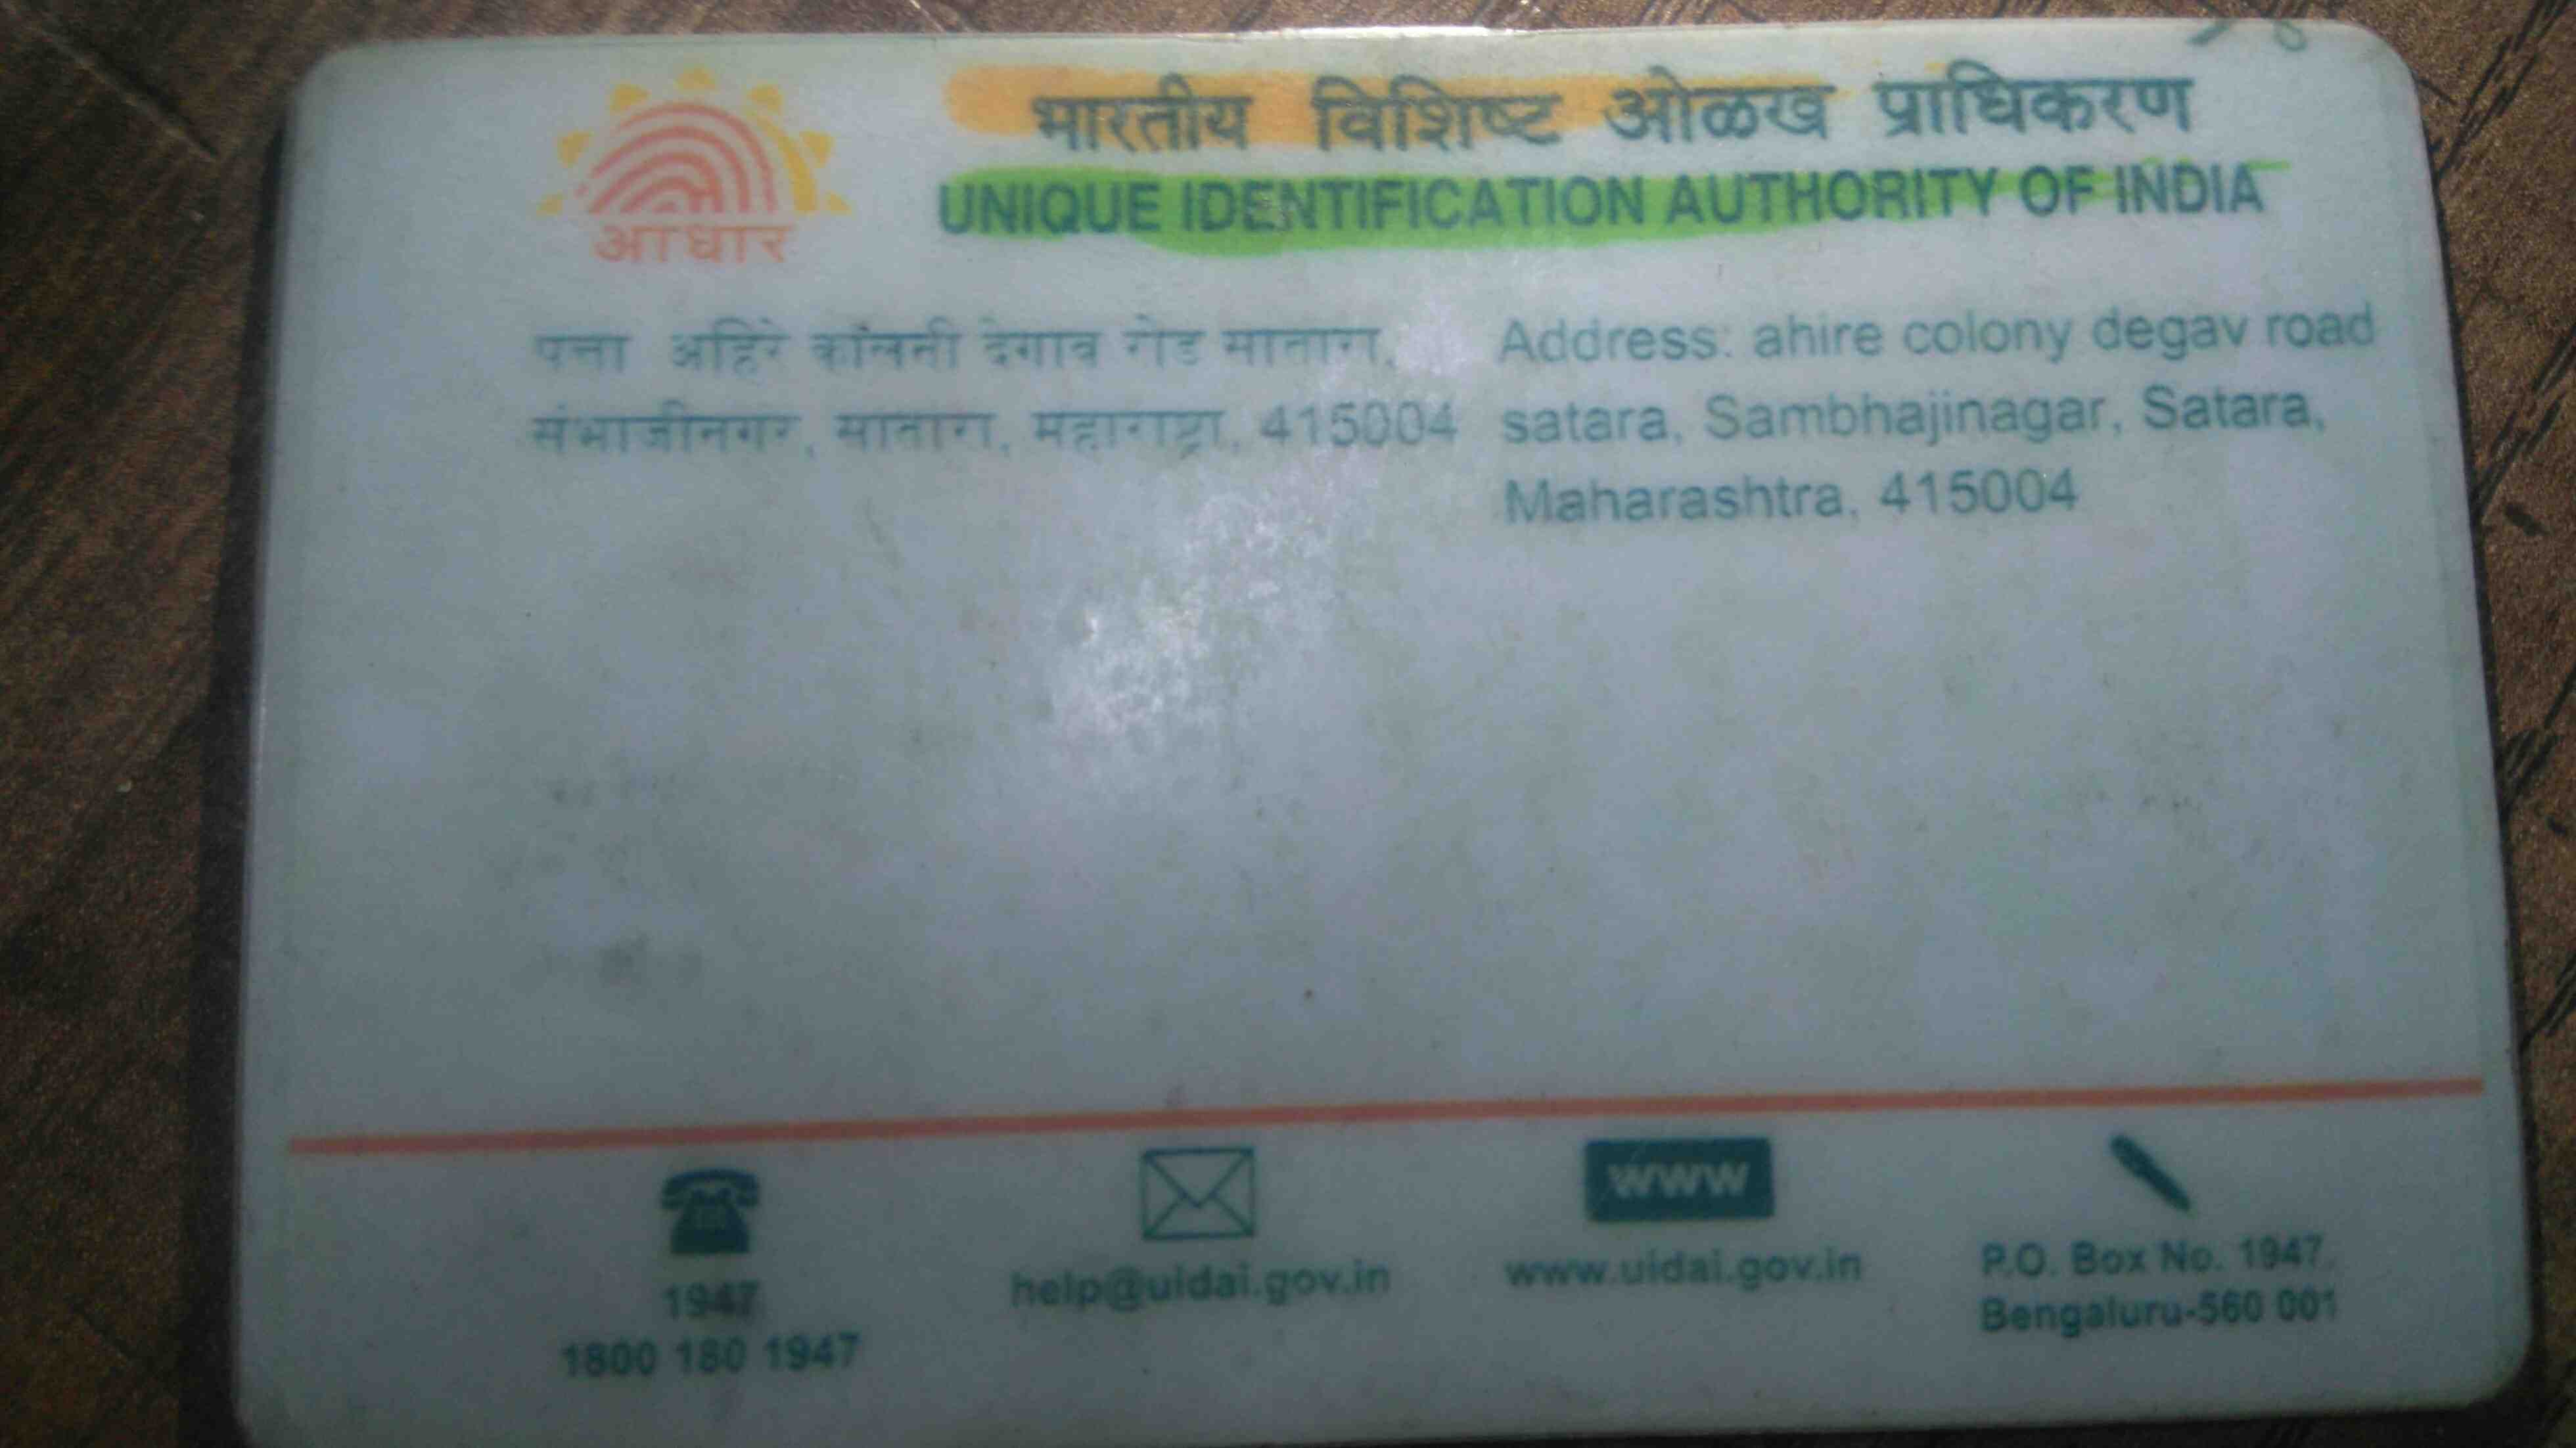 भारतीय विशिष्ट ओळख प्राधिकरण
UNIQUE IDENTIFICATION AUTHORITY OF INDIA
आधार
पत्ता अहिरे कॉलनी देगाव रोड सातारा,
संभाजीनगर, सातारा, महाराष्ट्रा, 415004
Address: ahire colony degav road
satara, Sambhajinagar, Satara,
Maharashtra, 415004
1947
1800 180 1947
help@uidai.gov.in
www
www.uidai.gov.in
P.O. Box No. 1947,
Bengaluru-560 001